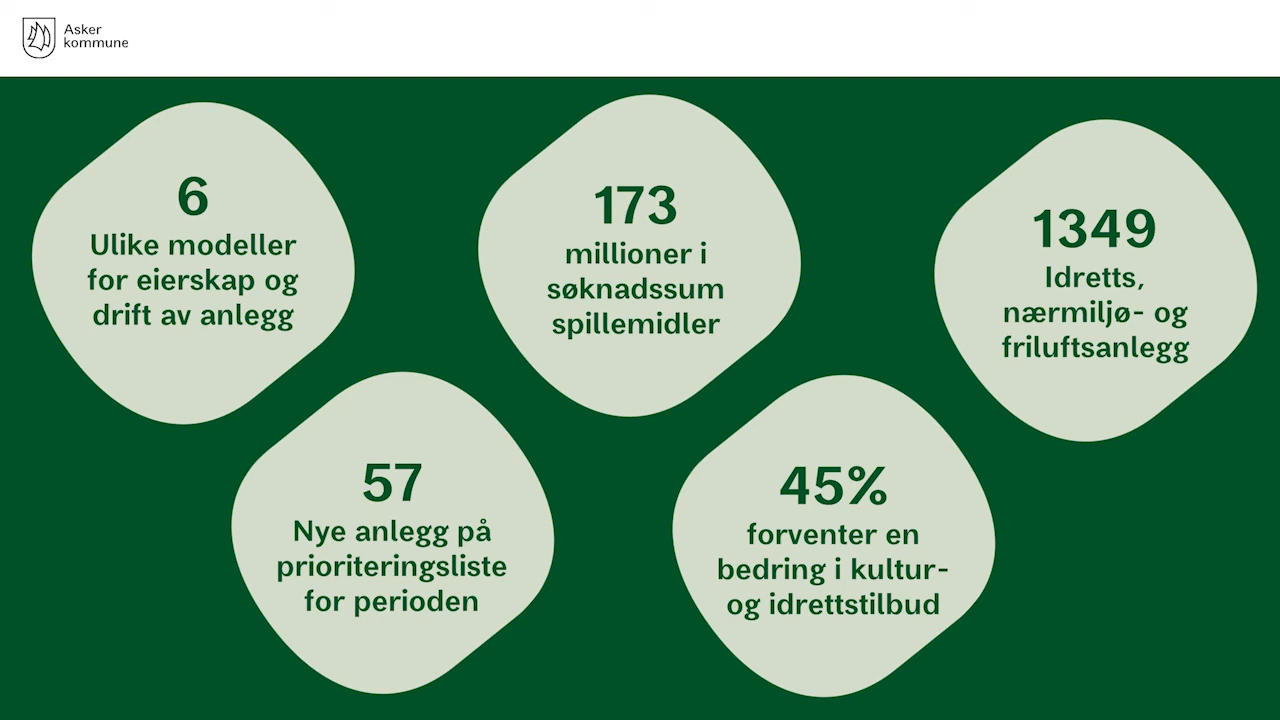 Asker
kommune
6
Ulike modeller
for eierskap og
drift av anlegg
173
millioner i
søknadssum
spillemidler
1349
Idretts,
nærmiljø- og
friluftsanlegg
57
Nye anlegg på
prioriteringsliste
for perioden
45%
forventer en
bedring i kultur-
og idrettstilbud